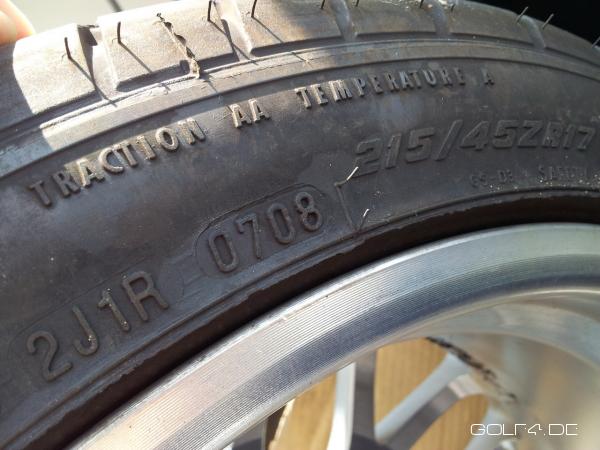 TRACTION AA TEMPERATURE A
215/45ZR17
2J1R 0708
GOLF4.DE